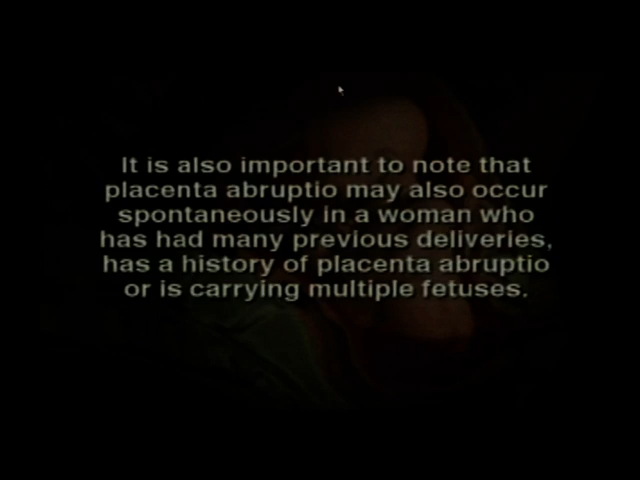 It is also important to note that
placenta abruptio may also occur
spontaneously in a woman who
has had many previous deliveries,
has a history of placenta abruptio
or is carrying multiple fetuses.